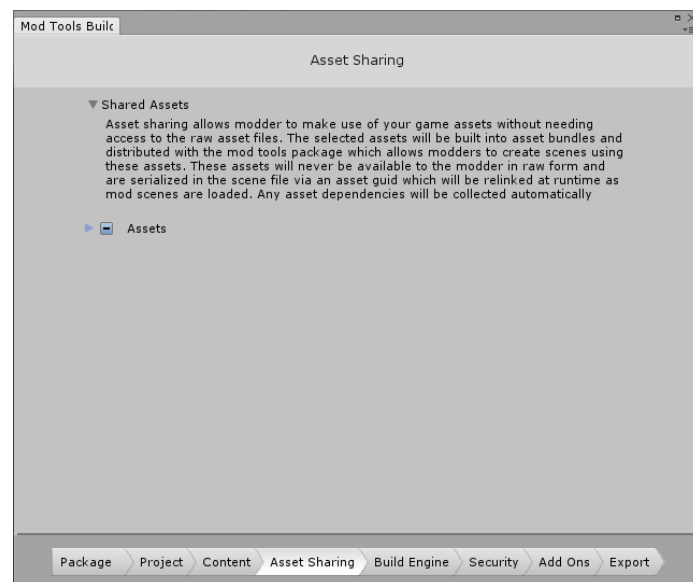 Mod Tools Builc
Asset Sharing
Shared Assets
Asset sharing allows modder to make use of your game assets without needing
access to the raw asset files. The selected assets will be built into asset bundles and
distributed with the mod tools package which allows modders to create scenes using
these assets. These assets will never be available to the modder in raw form and
are serialized in the scene file via an asset guid which will be relinked at runtime as
mod scenes are loaded. Any asset dependencies will be collected automatically
Assets
Package Project Content Asset Sharing Build Engine Security Add Ons Export